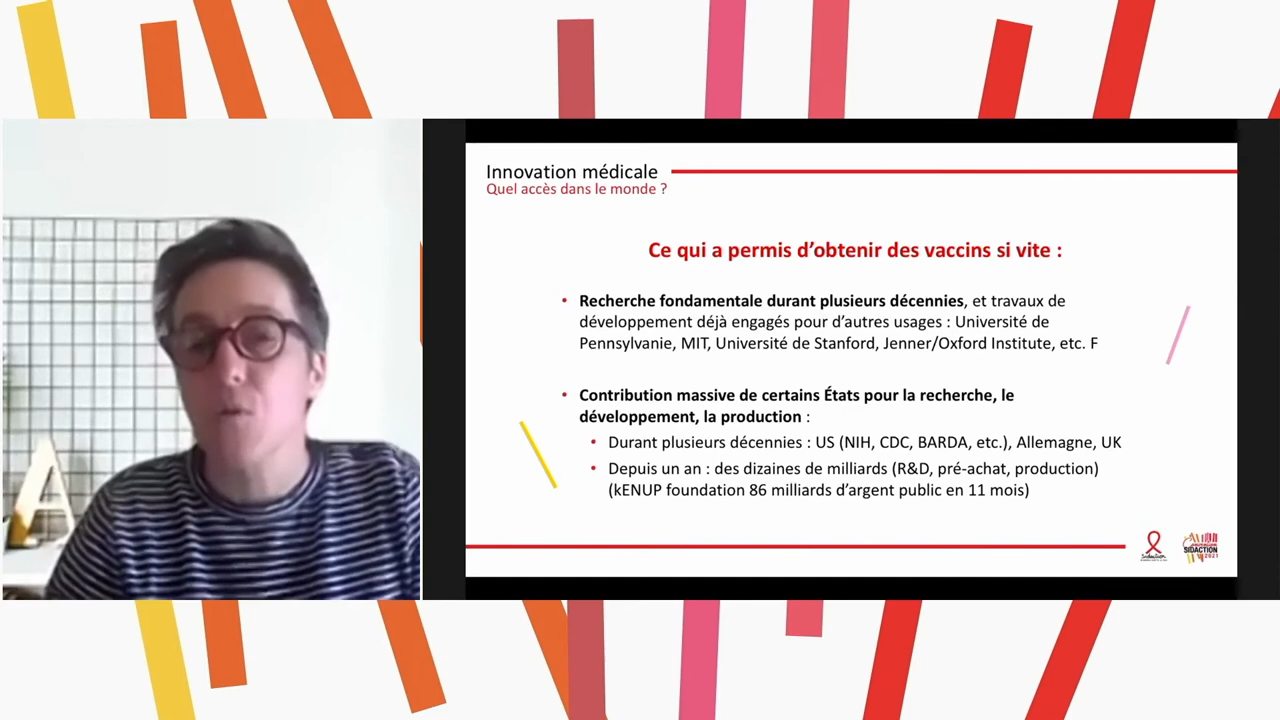 Innovation médicale
Quel accès dans le monde ?
Ce qui a permis d'obtenir des vaccins si vite :
• Recherche fondamentale durant plusieurs décennies, et travaux de
développement déjà engagés pour d'autres usages : Université de
Pennsylvanie, MIT, Université de Stanford, Jenner/Oxford Institute, etc. F
• Contribution massive de certains États pour la recherche, le
développement, la production :
• Durant plusieurs décennies : US (NIH, CDC, BARDA, etc.), Allemagne, UK
• Depuis un an : des dizaines de milliards (R&D, pré-achat, production)
(kENUP foundation 86 milliards d'argent public en 11 mois)
A
Sidaction
SIDACTION
2021